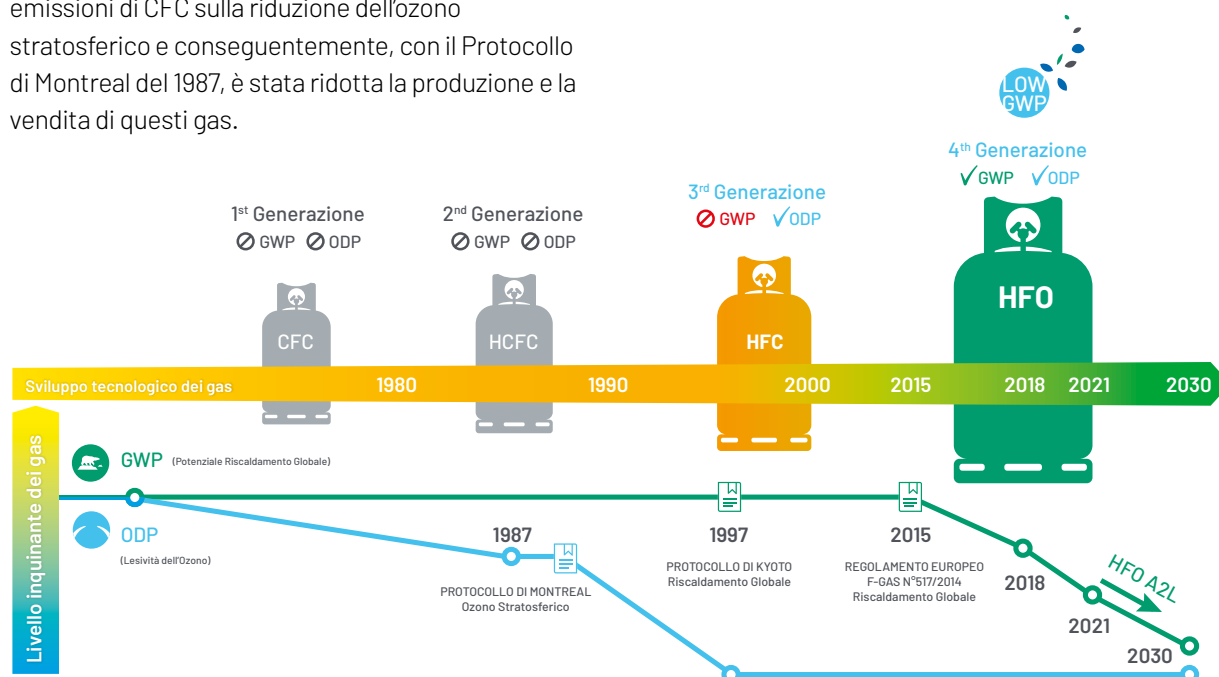 emissioni di CFC sulla riduzione dell'ozono
stratosferico e conseguentemente, con il Protocollo
di Montreal del 1987, è stata ridotta la produzione e la
vendita di questi gas.
LOW
GWP
4th Generazione
GWP ODP
3rd Generazione
GWP ODP
1st Generazione
GWP ODP
2nd Generazione
GWP ODP
CFC
HCFC
HFC
HFO
Sviluppo tecnologico dei gas 1980 1990 2000 2015 2018 2021 2030
Livello inquinante dei gas
GWP (Potenziale Riscaldamento Globale)
ODP
(Lesività dell'Ozono)
1987
PROTOCOLLO DI MONTREAL
Ozono Stratosferico
1997
PROTOCOLLO DI KYOTO
Riscaldamento Globale
2015
REGOLAMENTO EUROPEO
F-GAS N°517/2014
Riscaldamento Globale
2018
HFO A2L
2021
2030